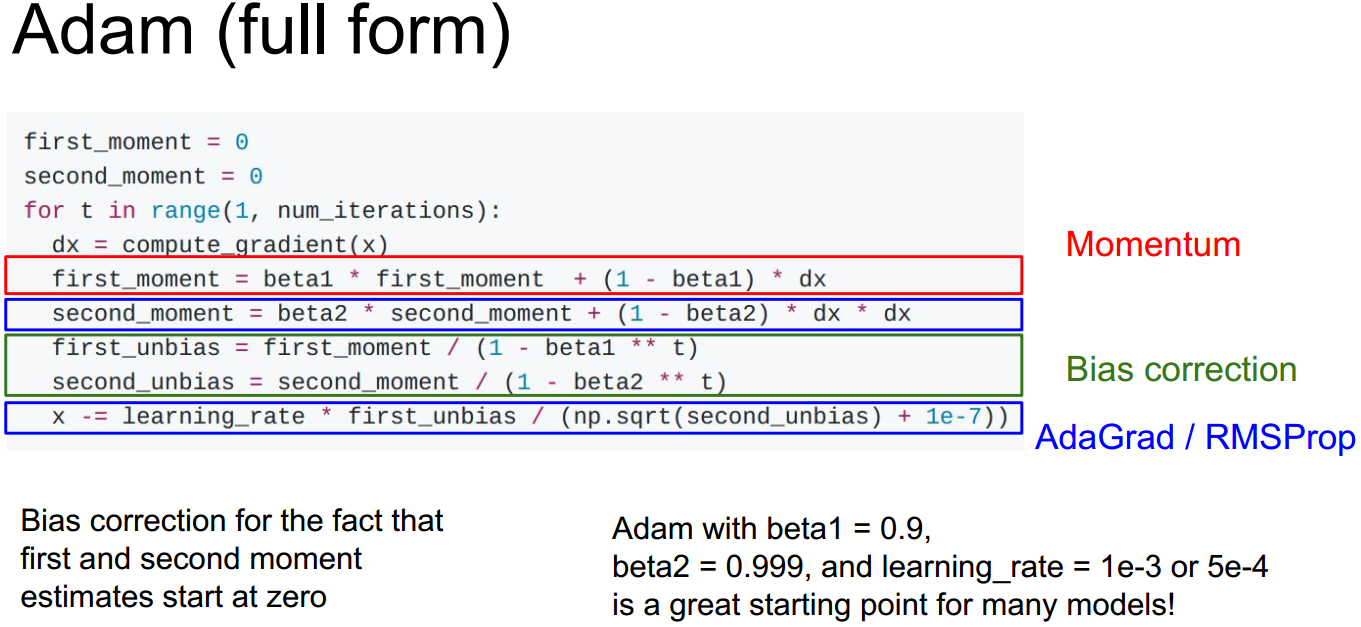 Adam (full form)
first_moment = 0
second_moment = 0
for t in range(1, num_iterations):
  dx = compute_gradient(x)
  first_moment = beta1 * first_moment  + (1 - beta1) * dx
  second_moment = beta2 * second_moment + (1 - beta2) * dx * dx
  first_unbias = first_moment / (1 - beta1 ** t)
  second_unbias = second_moment / (1 - beta2 ** t)
  x -= learning_rate * first_unbias / (np.sqrt(second_unbias) + 1e-7))
Momentum
Bias correction
AdaGrad / RMSProp
Bias correction for the fact that
first and second moment
estimates start at zero
Adam with beta1 = 0.9,
beta2 = 0.999, and learning_rate = 1e-3 or 5e-4
is a great starting point for many models!